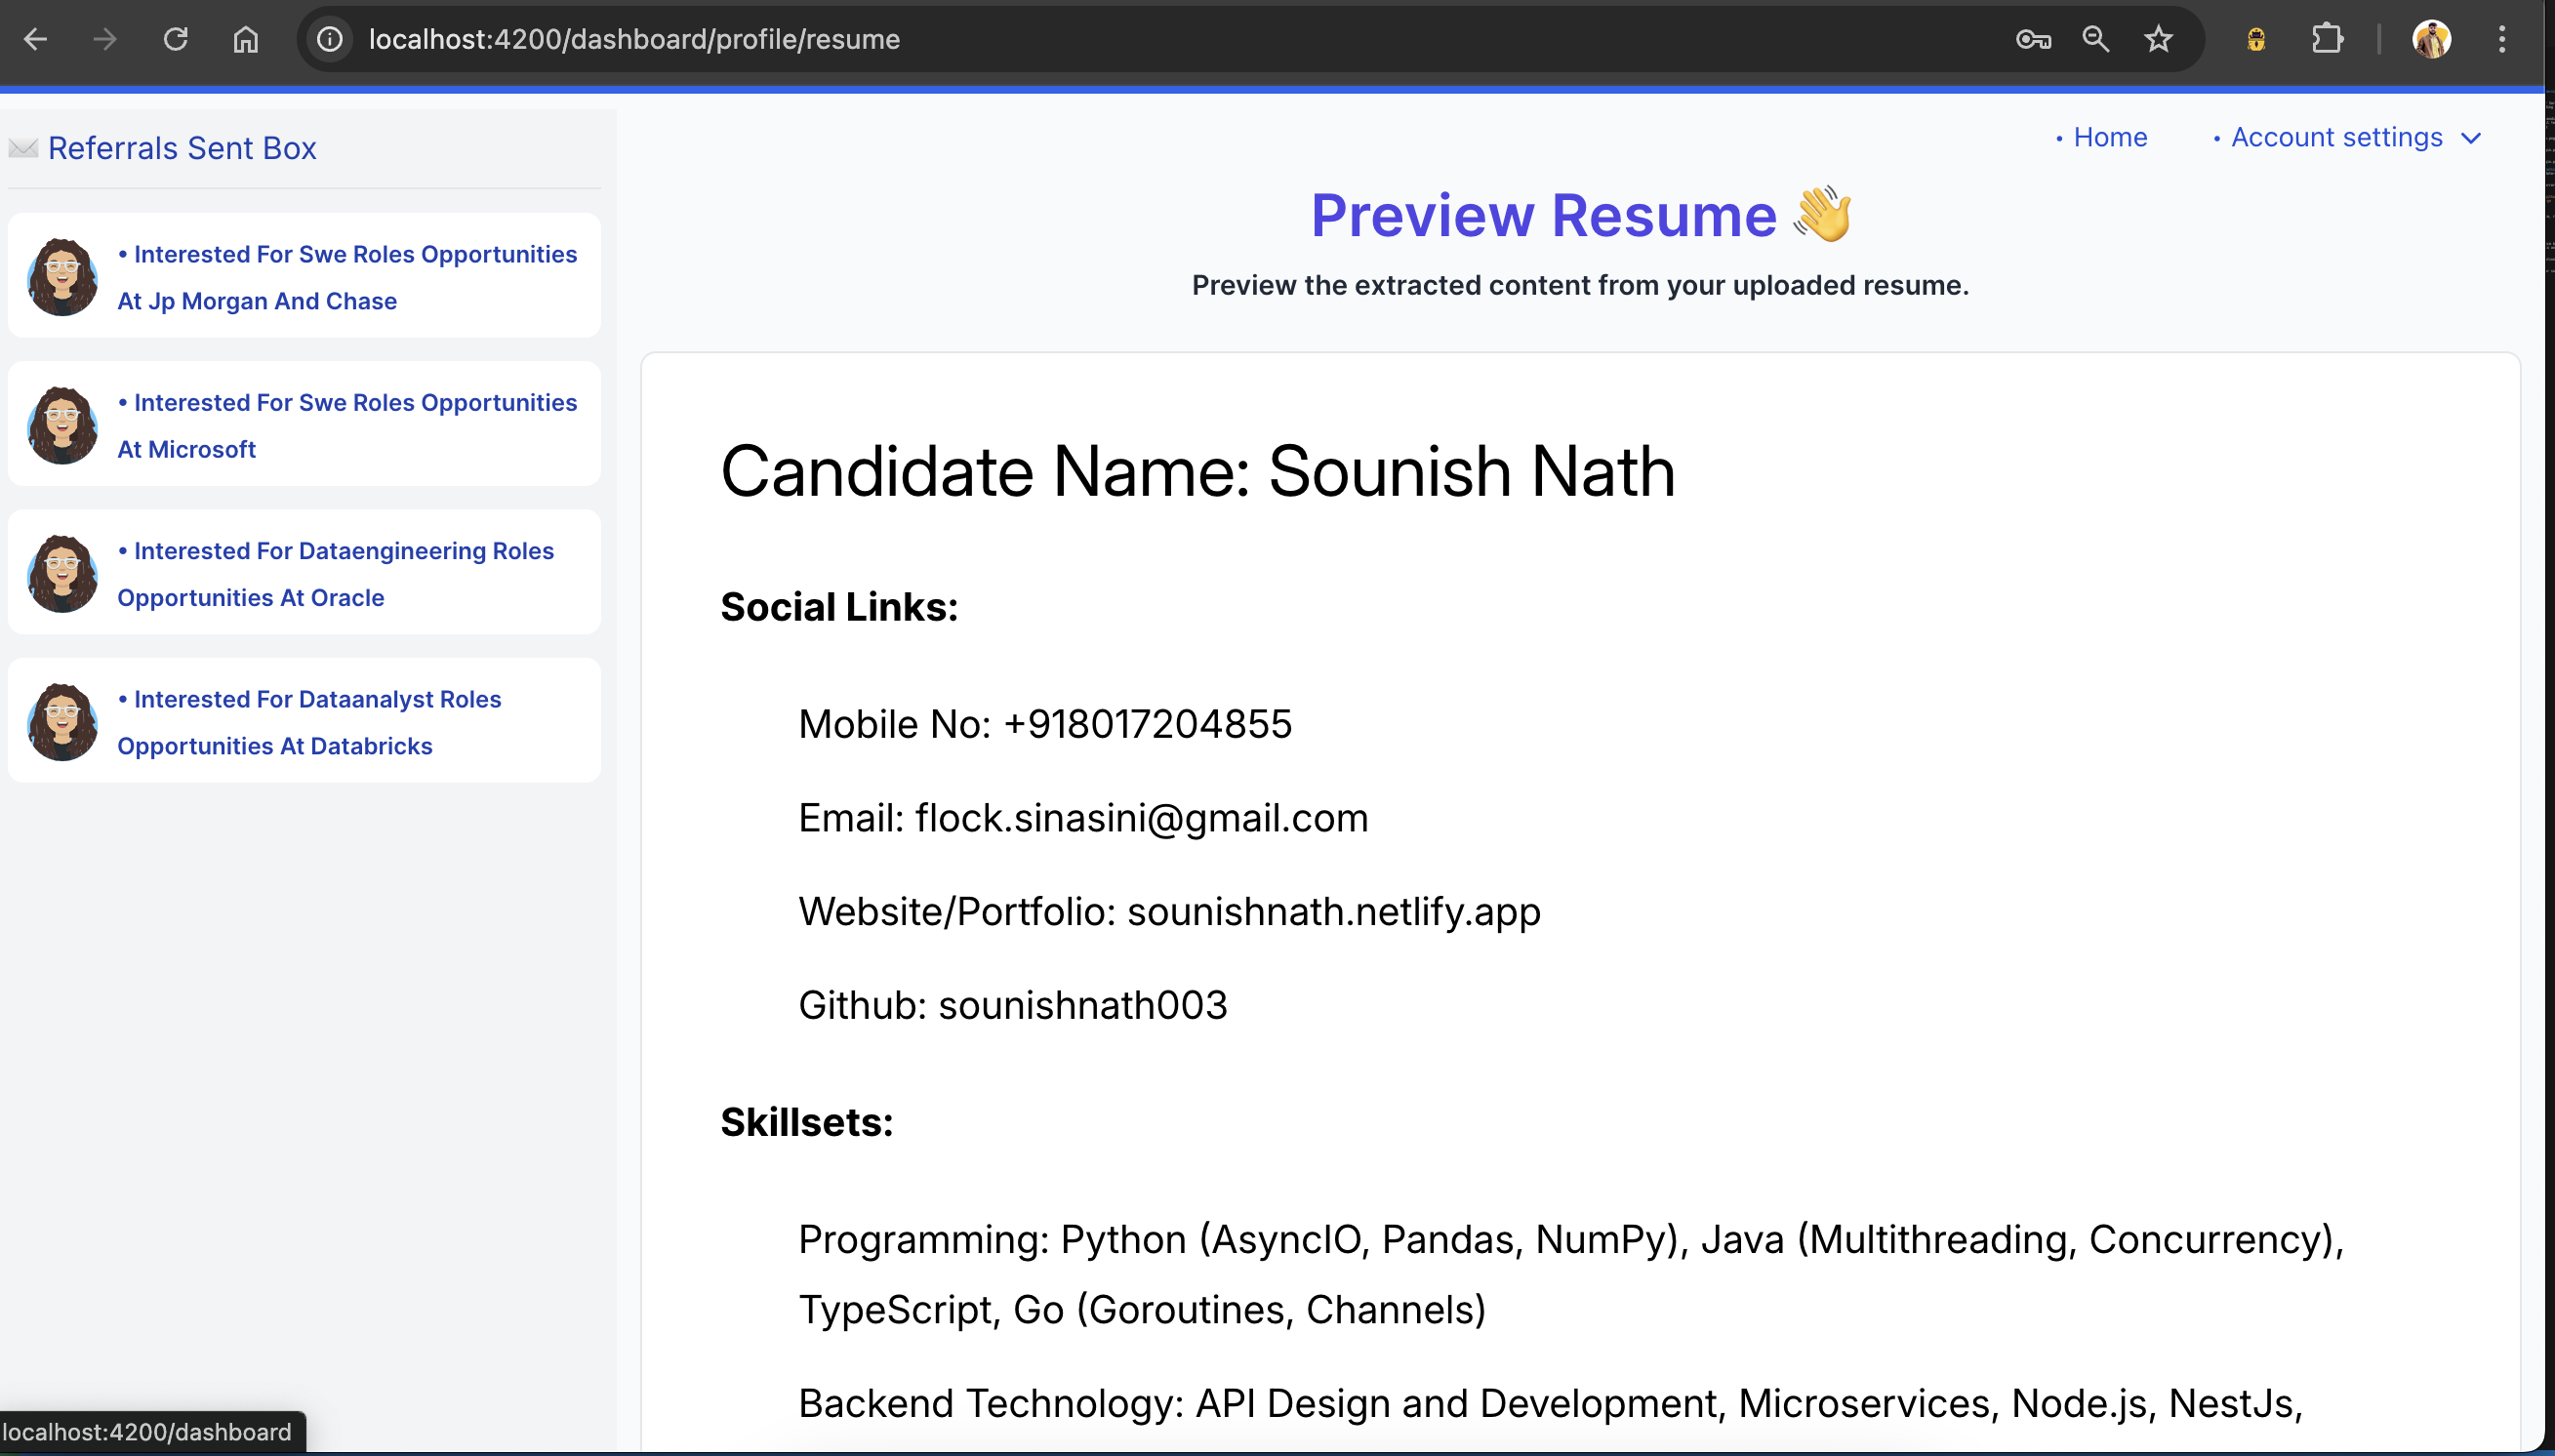 localhost:4200/dashboard/profile/resume
✉️ Referrals Sent Box
• Interested For Swe Roles Opportunities
At Jp Morgan And Chase
• Interested For Swe Roles Opportunities
At Microsoft
• Interested For Dataengineering Roles
Opportunities At Oracle
• Interested For Dataanalyst Roles
Opportunities At Databricks
• Home
• Account settings
Preview Resume 👋
Preview the extracted content from your uploaded resume.
Candidate Name: Sounish Nath
Social Links:
Mobile No: +918017204855
Email: flock.sinasini@gmail.com
Website/Portfolio: sounishnath.netlify.app
Github: sounishnath003
Skillsets:
Programming: Python (AsyncIO, Pandas, NumPy), Java (Multithreading, Concurrency),
TypeScript, Go (Goroutines, Channels)
Backend Technology: API Design and Development, Microservices, Node.js, NestJs,
localhost:4200/dashboard